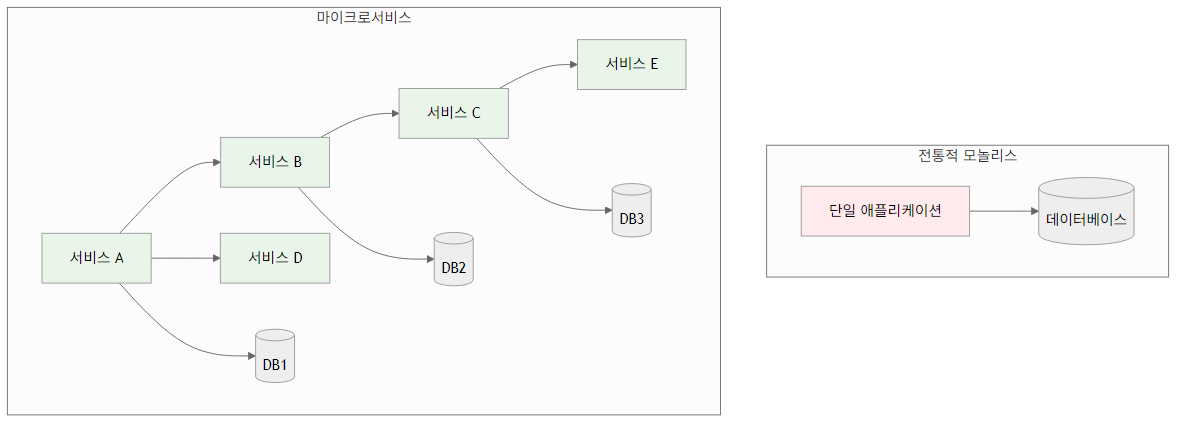 마이크로서비스
서비스 E
서비스 C
서비스 B
DB3
서비스 A
서비스 D
DB2
DB1
전통적 모놀리스
단일 애플리케이션
데이터베이스